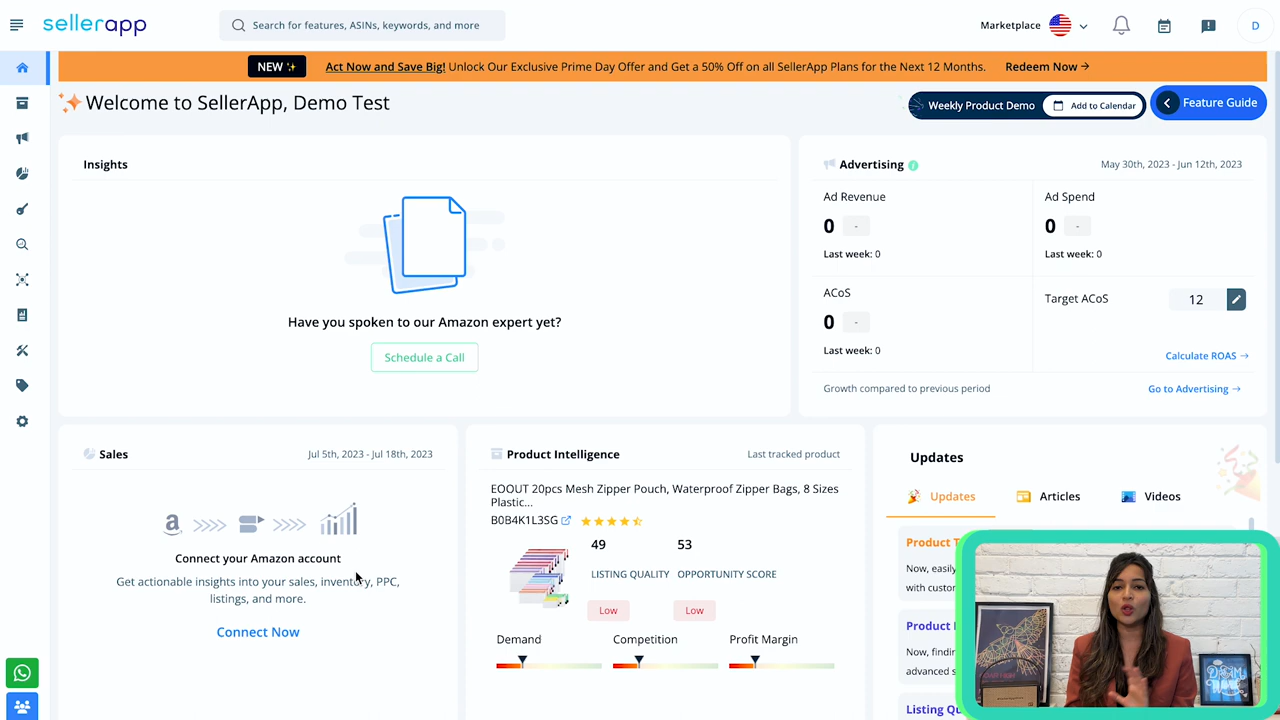 sellerapp
Search for features, ASINs, keywords, and more
Marketplace
D
NEW
Act Now and Save Big! Unlock Our Exclusive Prime Day Offer and Get a 50% Off on all SellerApp Plans for the Next 12 Months.
Redeem Now →
Welcome to SellerApp, Demo Test
Weekly Product Demo
Add to Calendar
Feature Guide
Insights
Have you spoken to our Amazon expert yet?
Schedule a Call
Advertising
May 30th, 2023 - Jun 12th, 2023
Ad Revenue
0 -
Last week: 0
Ad Spend
0 -
Last week: 0
ACoS
0 -
Last week: 0
Target ACoS
12
Calculate ROAS →
Growth compared to previous period
Go to Advertising →
Sales
Jul 5th, 2023 - Jul 18th, 2023
Connect your Amazon account
Get actionable insights into your sales, inventory, PPC,
listings, and more.
Connect Now
Product Intelligence
Last tracked product
EOOUT 20pcs Mesh Zipper Pouch, Waterproof Zipper Bags, 8 Sizes
Plastic...
B0B4K1L3SG
49
LISTING QUALITY
Low
53
OPPORTUNITY SCORE
Low
Demand
Competition
Profit Margin
Updates
Updates
Articles
Videos
Product
Now, easily
with
Product
Now,
advanced
Listing